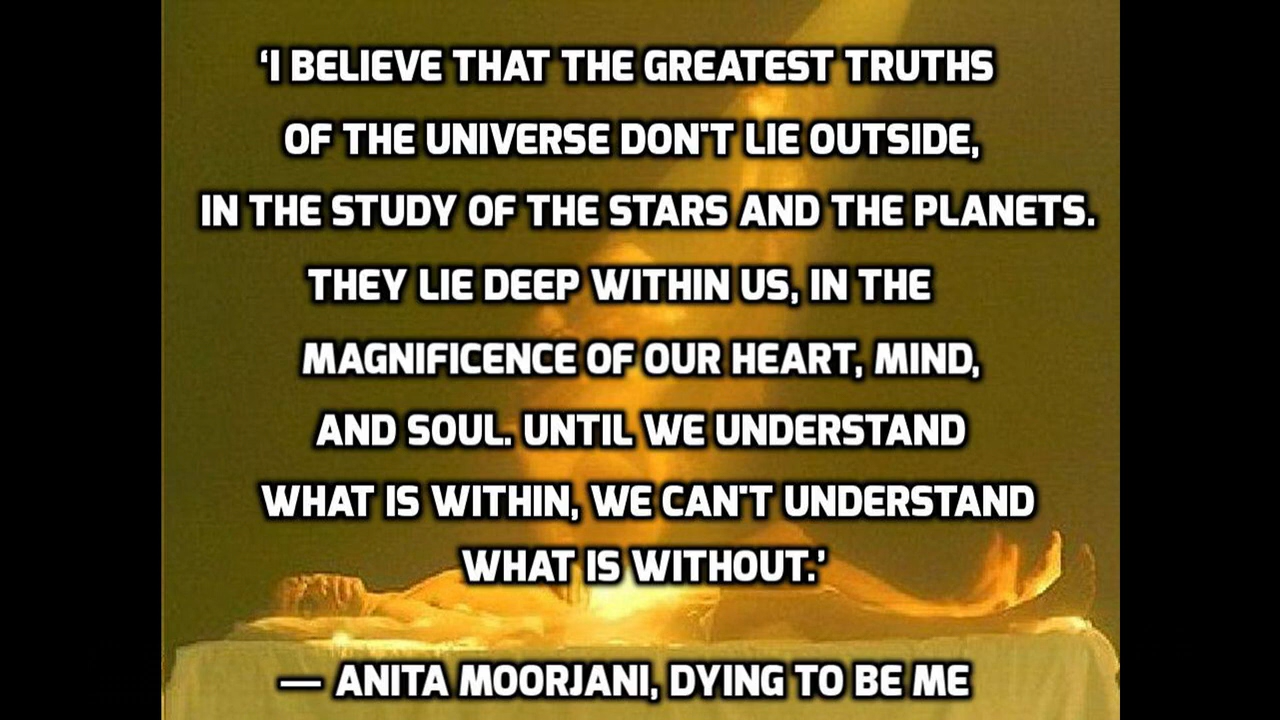 ‘I BELIEVE THAT THE GREATEST TRUTHS
OF THE UNIVERSE DON'T LIE OUTSIDE,
IN THE STUDY OF THE STARS AND THE PLANETS.
THEY LIE DEEP WITHIN US, IN THE
MAGNIFICENCE OF OUR HEART, MIND,
AND SOUL. UNTIL WE UNDERSTAND
WHAT IS WITHIN, WE CAN'T UNDERSTAND
WHAT IS WITHOUT.’
— ANITA MOORJANI, DYING TO BE ME